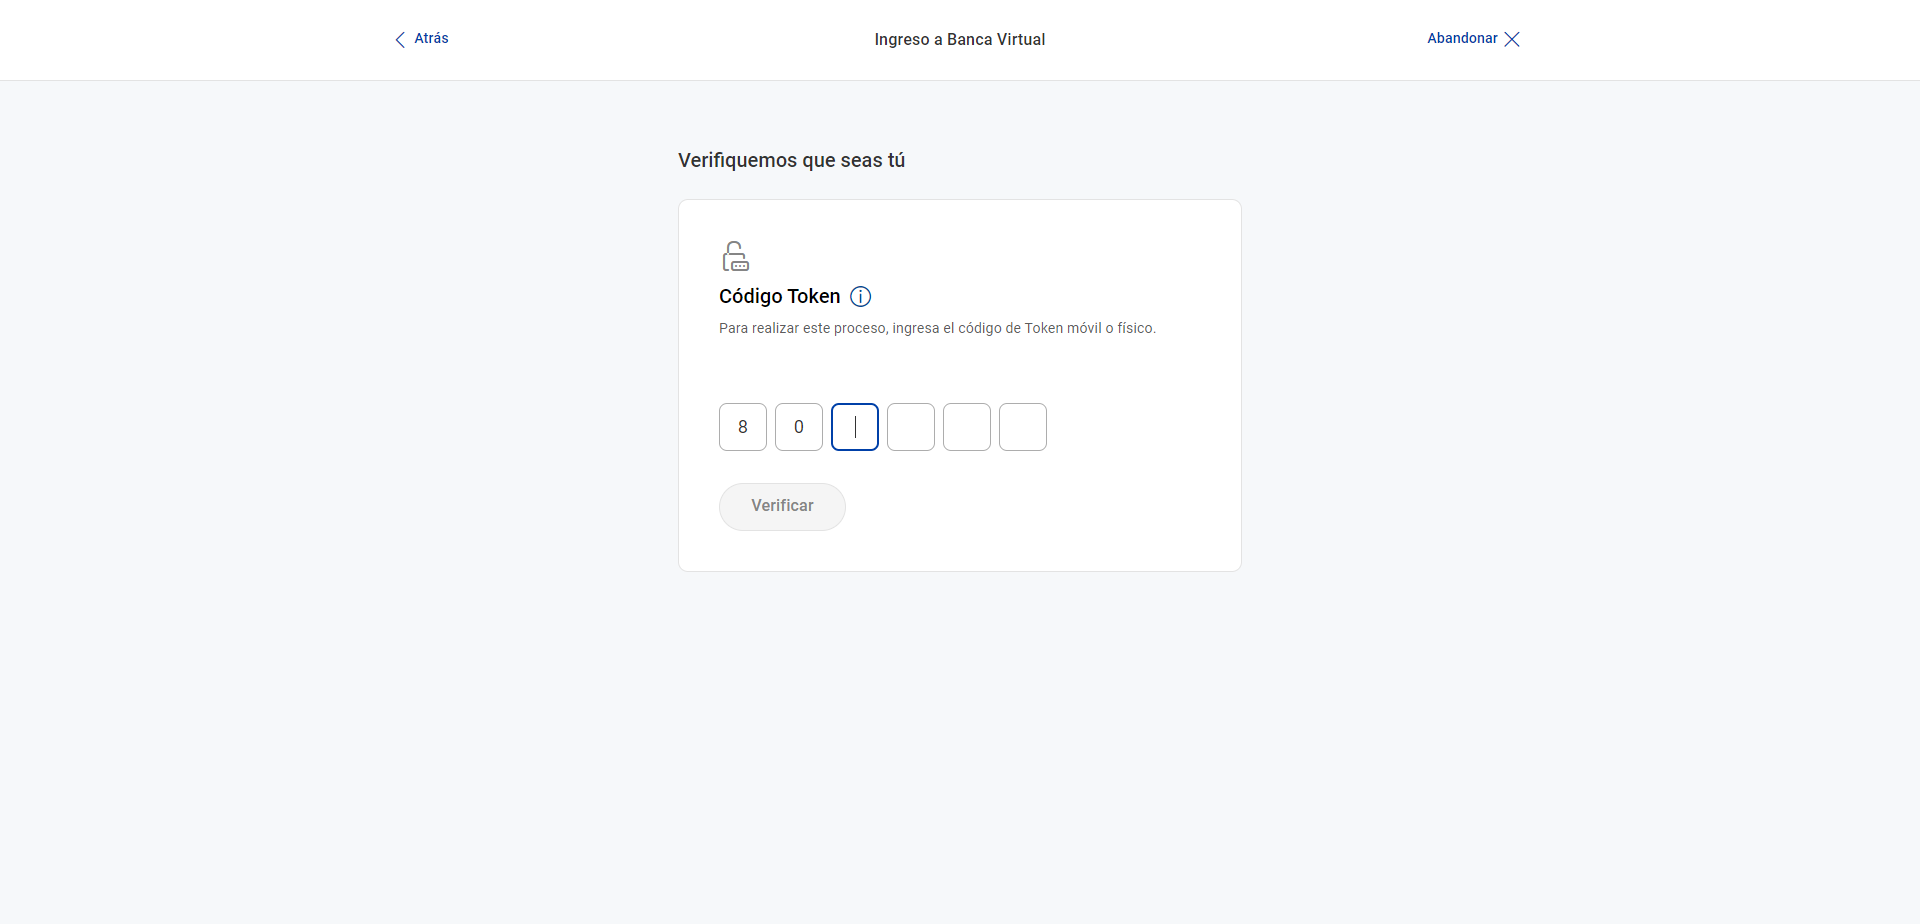 Atrás
Ingreso a Banca Virtual
Abandonar
Verifiquemos que seas tú
Código Token
Para realizar este proceso, ingresa el código de Token móvil o físico.
8 0
Verificar